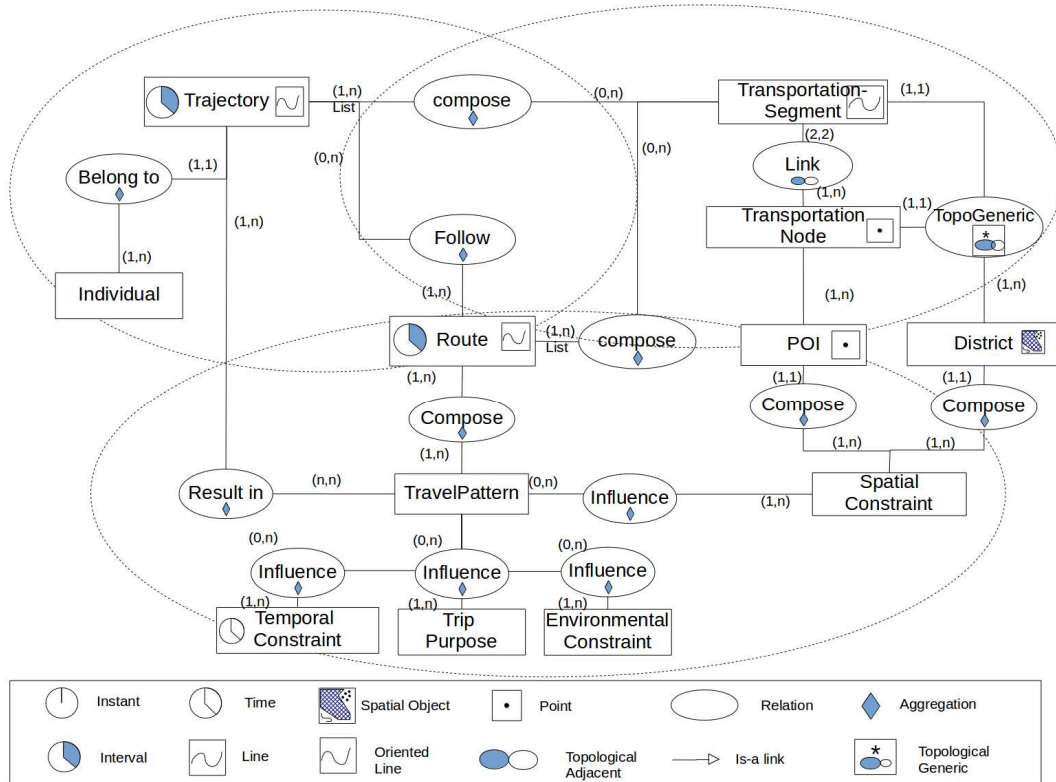 Trajectory
(1,n)
List
compose
(0,n)
Transportation-
Segment
(1,1)
(2,2)
(0,n)
(0,n)
Link
(1,n)
Belong to
(1,1)
Transportation
Node
(1,1)
TopoGeneric
*
(1,n)
Follow
(1,n)
Individual
(1,n)
(1,n)
(1,n)
Route
(1,n)
List
compose
POI
District
(1,n)
(1,1)
(1,1)
Compose
Compose
Compose
(1,n)
(1,n)
(1,n)
Result in
(n,n)
TravelPattern
(0,n)
Influence
(1,n)
Spatial
Constraint
(0,n)
(0,n)
(0,n)
Influence
Influence
Influence
(1,n)
(1,n)
(1,n)
Temporal
Constraint
Trip
Purpose
Environmental
Constraint
Instant
Time
Spatial Object
Point
Relation
Aggregation
Interval
Line
Oriented
Line
Topological
Adjacent
Is-a link
*
Topological
Generic